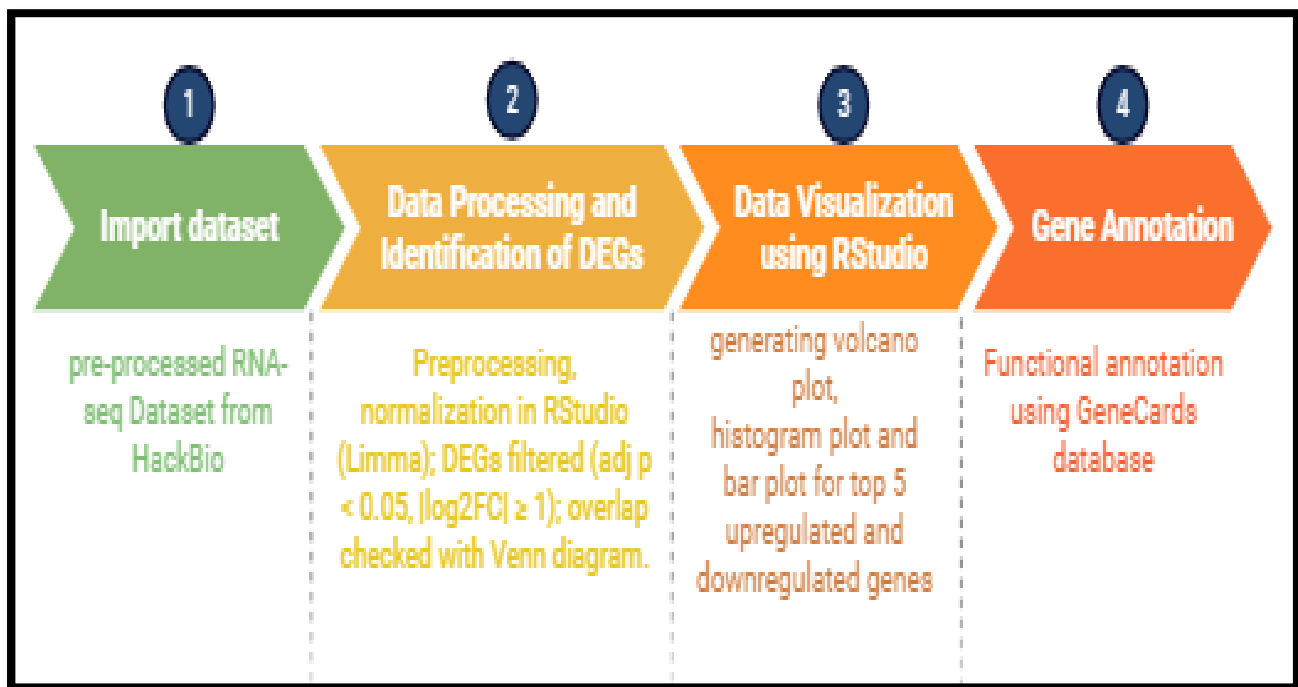 1
Import dataset
pre-processed RNA-
seq Dataset from
HackBio
2
Data Processing and
Identification of DEGs
Preprocessing,
normalization in RStudio
(Limma); DEGs filtered (adj p
< 0.05, |log2FC| ≥ 1); overlap
checked with Venn diagram.
3
Data Visualization
using RStudio
generating volcano
plot,
histogram plot and
bar plot for top 5
upregulated and
downregulated genes
4
Gene Annotation
Functional annotation
using GeneCards
database